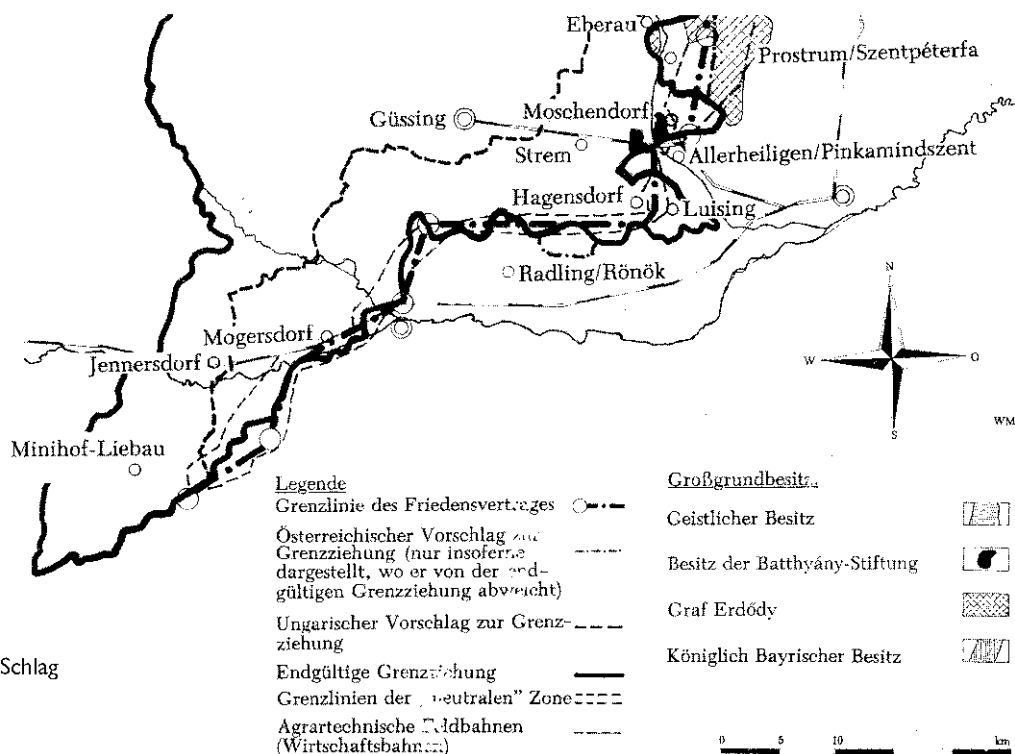 Eberau
Prostrum/Szentpéterfa
Moschendorf
Güssing
Strem
Allerheiligen/Pinkamindszent
Hagensdorf
Luising
Radling/Rönök
Mogersdorf
Jennersdorf
Minihof-Liebau
N
W
O
S
WM
Legende
Grenzlinie des Friedensvertrages
Österreichischer Vorschlag
Grenzziehung (nur insoferne
dargestellt, wo er von der end-
gültigen Grenzziehung abweicht)
Ungarischer Vorschlag zur Grenz-
ziehung
Endgültige Grenzziehung
Grenzlinien der „neutralen” Zone
Agrartechnische Feldbahnen
(Wirtschaftsbahnen)
Großgrundbesitz
Geistlicher Besitz
Besitz der Batthyány-Stiftung
Graf Erdődy
Königlich Bayrischer Besitz
Schlag
0 5 10 km